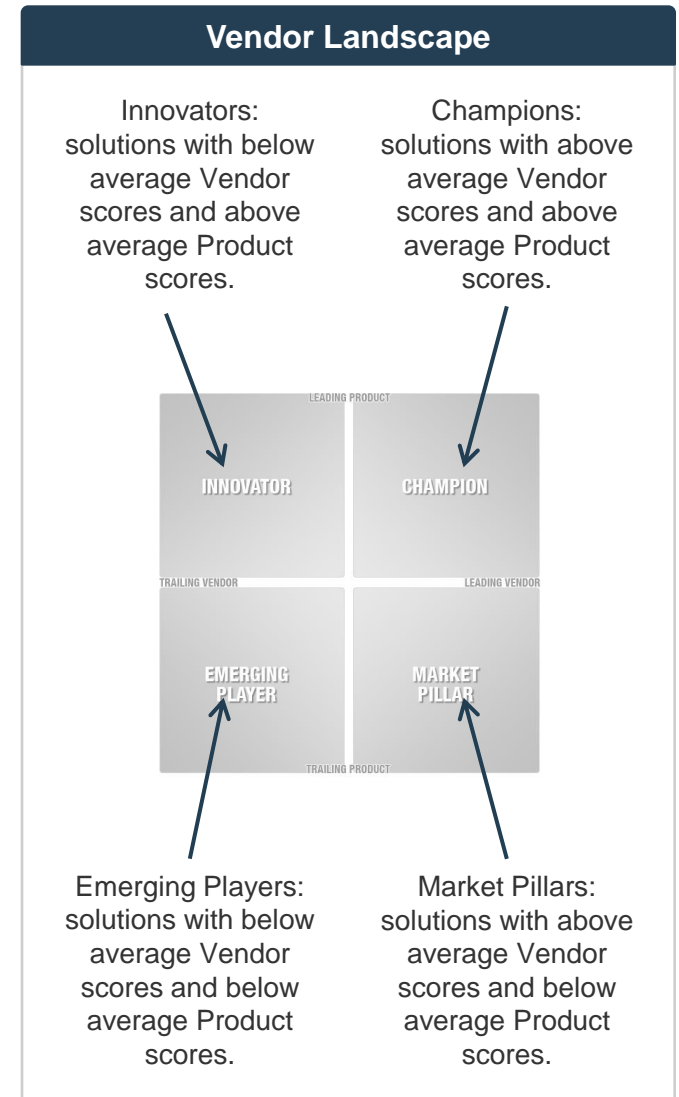 Vendor Landscape
Innovators:
solutions with below
average Vendor
scores and above
average Product
scores.
Champions:
solutions with above
average Vendor
scores and above
average Product
scores.
LEADING PRODUCT
INNOVATOR
CHAMPION
TRAILING VENDOR
LEADING VENDOR
EMERGING
PLAYER
MARKET
PILLAR
TRAILING PRODUCT
Emerging Players:
solutions with below
average Vendor
scores and below
average Product
scores.
Market Pillars:
solutions with above
average Vendor
scores and below
average Product
scores.